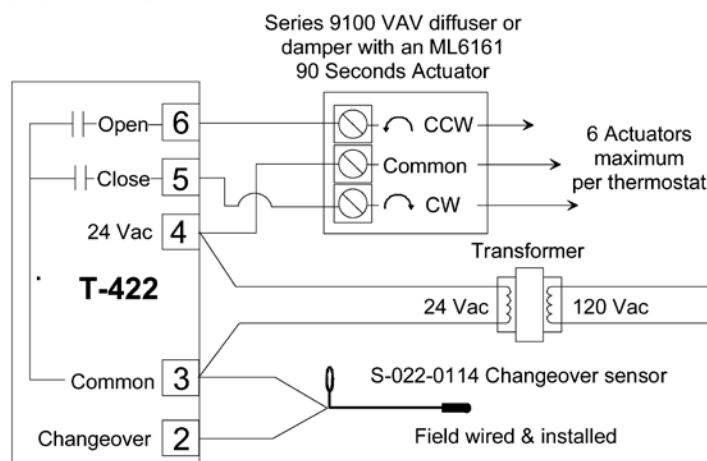 Series 9100 VAV diffuser or
damper with an ML6161
90 Seconds Actuator
Open 6
CCW
6 Actuators
maximum
per thermostat
Close 5
Common
CW
24 Vac 4
Transformer
T-422
24 Vac
120 Vac
Common 3
S-022-0114 Changeover sensor
Changeover 2
Field wired & installed